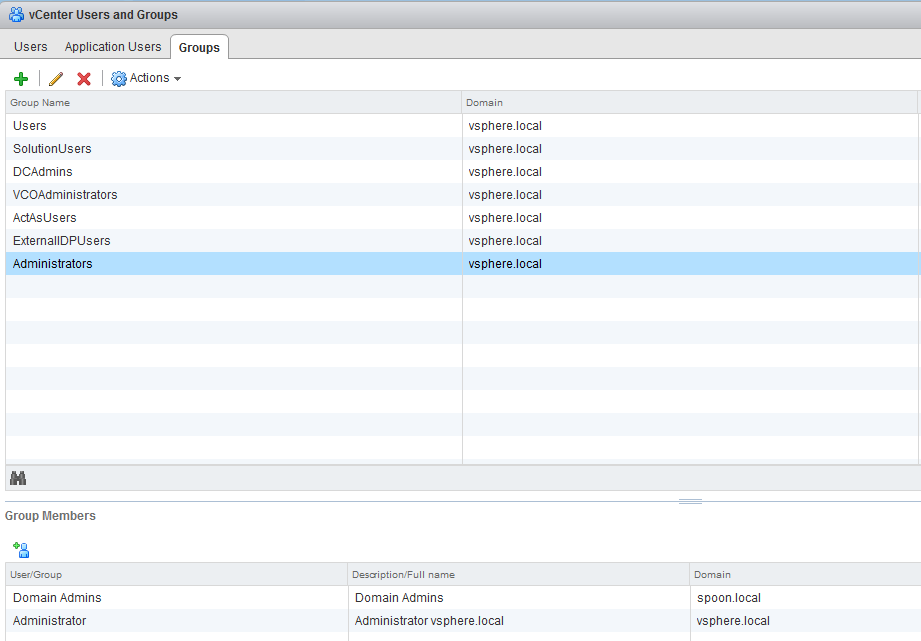 vCenter Users and Groups
Users Application Users Groups
Actions
Group Name Domain
Users vsphere.local
SolutionUsers vsphere.local
DCAdmins vsphere.local
VCOAdministrators vsphere.local
ActAsUsers vsphere.local
ExternalIDPUsers vsphere.local
Administrators vsphere.local
Group Members
User/Group Description/Full name Domain
Domain Admins Domain Admins spoon.local
Administrator Administrator vsphere.local vsphere.local